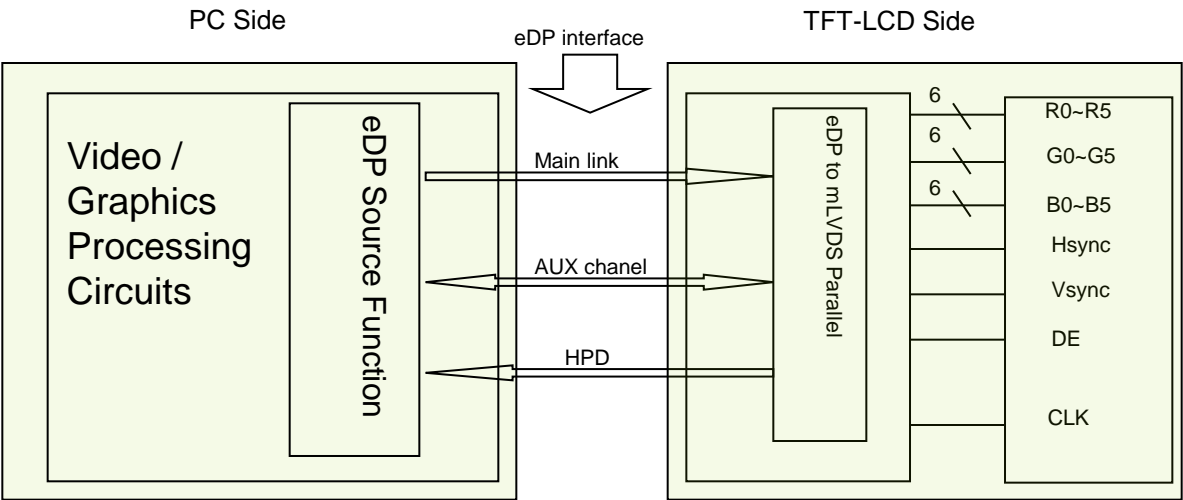 PC Side
TFT-LCD Side
eDP interface
Video /
Graphics
Processing
Circuits
eDP Source Function
Main link
AUX chanel
HPD
eDP to mLVDS Parallel
6
R0~R5
6
G0~G5
6
B0~B5
Hsync
Vsync
DE
CLK